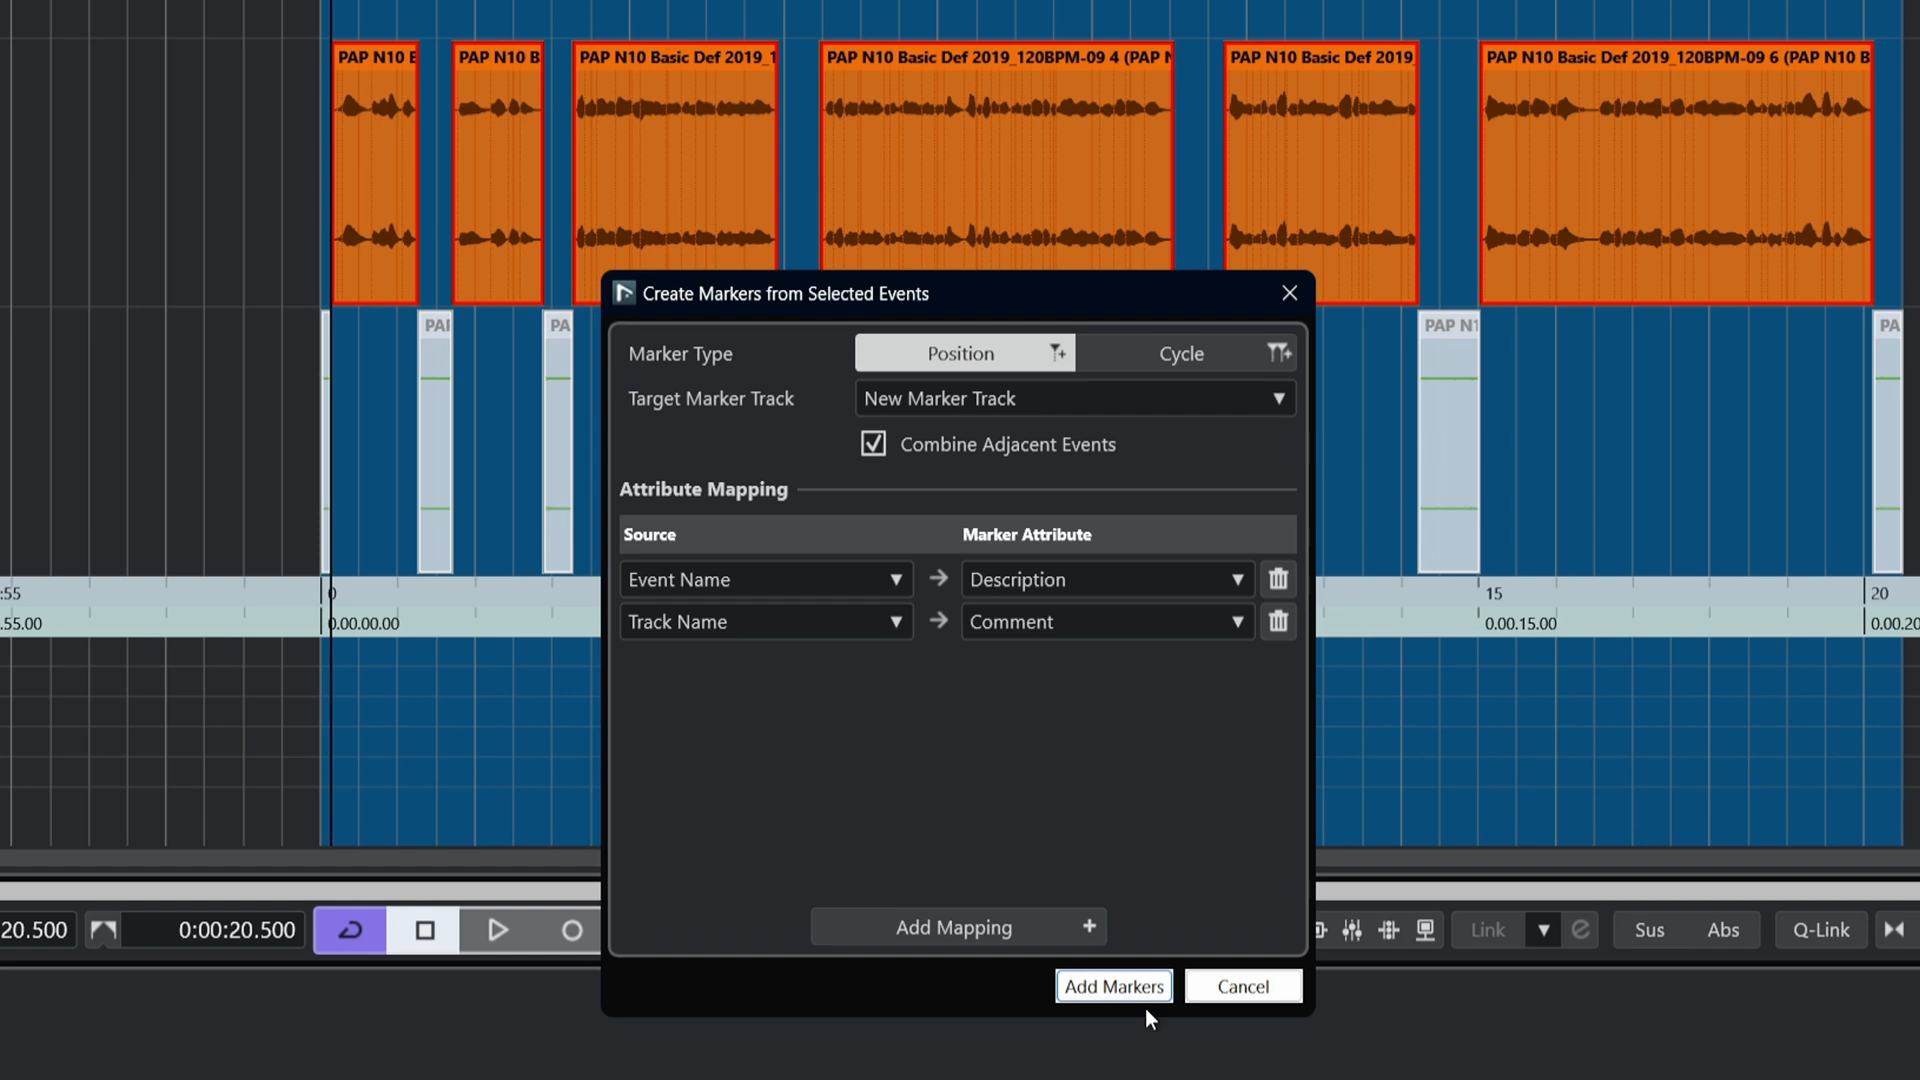 PAP N10 B
PAP N10 B
PAP N10 Basic Def 2019_1
PAP N10 Basic Def 2019_120BPM-09 4 (PAP N
PAP N10 Basic Def 2019_
PAP N10 Basic Def 2019_120BPM-09 6 (PAP N10 B
Create Markers from Selected Events
PAI
PA
PAP N1
PA
Marker Type
Position
Cycle
Target Marker Track
New Marker Track
Combine Adjacent Events
Attribute Mapping
Source
Marker Attribute
Event Name
Description
Track Name
Comment
:55
0
15
20
.55.00
0.00.00.00
0.00.15.00
0.00.20
Add Mapping +
20.500
0:00:20.500
Link
Sus
Abs
Q-Link
Add Markers
Cancel